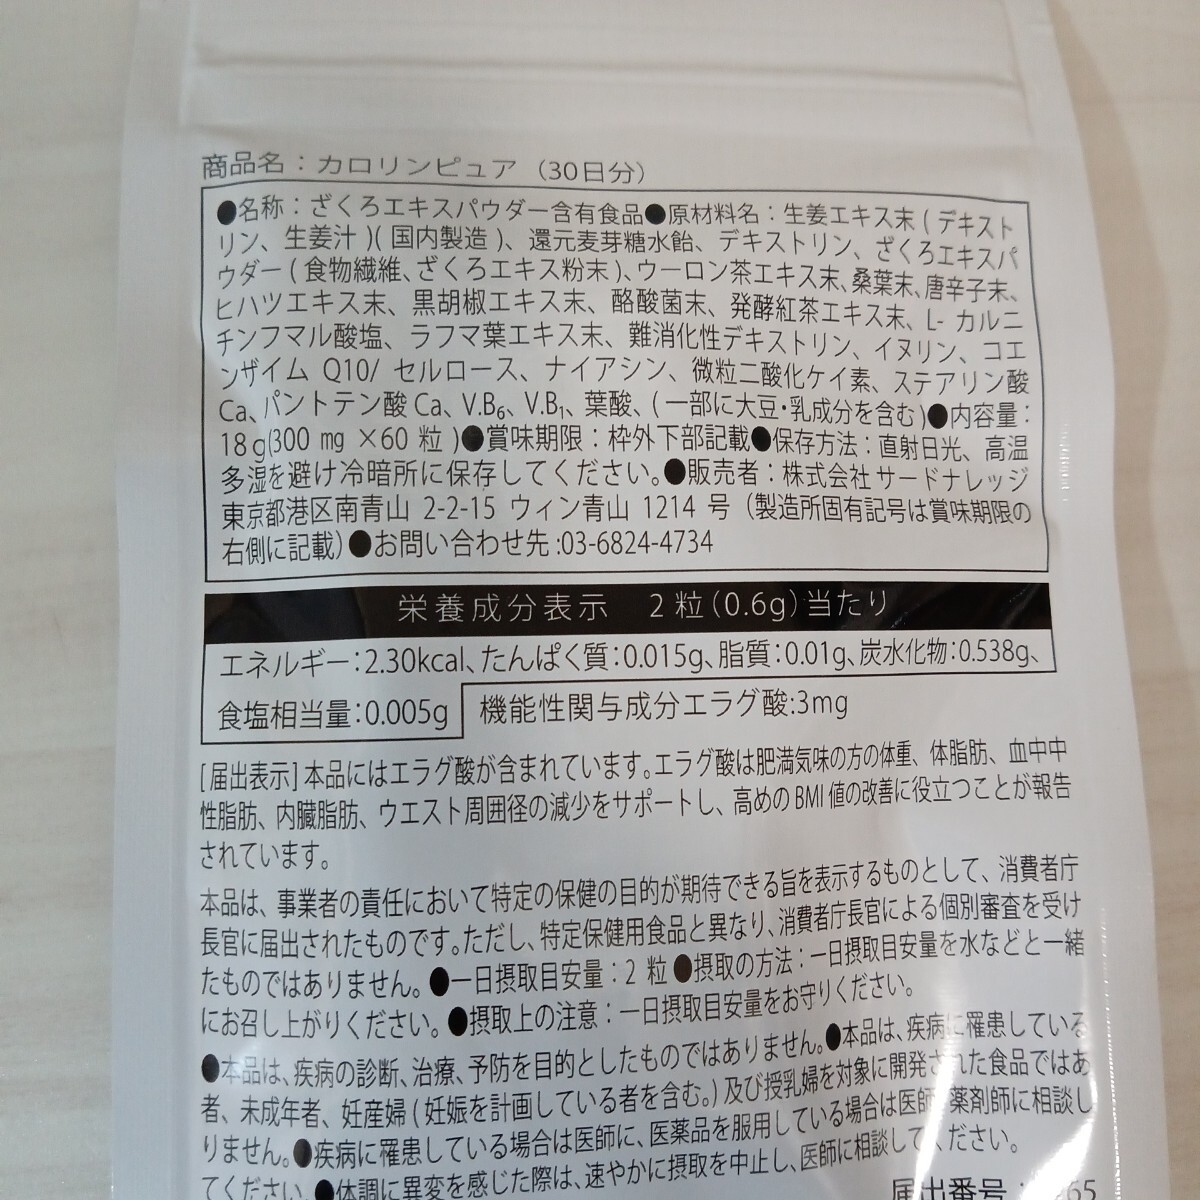 商品名：カロリンピュア（30日分）
●名称：ざくろエキスパウダー含有食品●原材料名：生姜エキス末(デキスト
リン、生姜汁)(国内製造)、還元麦芽糖水飴、デキストリン、ざくろエキスパ
ウダー(食物繊維、ざくろエキス粉末)、ウーロン茶エキス末、桑葉末、唐辛子末、
ヒハツエキス末、黒胡椒エキス末、酪酸菌末、発酵紅茶エキス末、L-カルニ
チンフマル酸塩、ラフマ葉エキス末、難消化性デキストリン、イヌリン、コエ
ンザイムQ10/セルロース、ナイアシン、微粒二酸化ケイ素、ステアリン酸
Ca、パントテン酸Ca、V.B₆、V.B₁、葉酸、(一部に大豆・乳成分を含む)●内容量：
18g(300mg×60粒)●賞味期限：枠外下部記載●保存方法：直射日光、高温
多湿を避け冷暗所に保存してください。●販売者：株式会社サードナレッジ
東京都港区南青山2-2-15ウィン青山1214号（製造所固有記号は賞味期限の
右側に記載）●お問い合わせ先:03-6824-4734
栄養成分表示　2粒(0.6g)当たり
エネルギー：2.30kcal、たんぱく質：0.015g、脂質：0.01g、炭水化物：0.538g、
食塩相当量：0.005g 機能性関与成分エラグ酸:3mg
[届出表示]本品にはエラグ酸が含まれています。エラグ酸は肥満気味の方の体重、体脂肪、血中中
性脂肪、内臓脂肪、ウエスト周囲径の減少をサポートし、高めのBMI値の改善に役立つことが報告
されています。
本品は、事業者の責任において特定の保健の目的が期待できる旨を表示するものとして、消費者庁
長官に届出されたものです。ただし、特定保健用食品と異なり、消費者庁長官による個別審査を受け
たものではありません。●一日摂取目安量：2粒●摂取の方法：一日摂取目安量を水などと一緒
にお召し上がりください。●摂取上の注意：一日摂取目安量をお守りください。
●本品は、疾病の診断、治療、予防を目的としたものではありません。●本品は、疾病に罹患している
者、未成年者、妊産婦(妊娠を計画している者を含む。)及び授乳婦を対象に開発された食品ではあ
りません。●疾病に罹患している場合は医師に、医薬品を服用している場合は医師、薬剤師に相談し
てください。●体調に異変を感じた際は、速やかに摂取を中止し、医師に相談してください。
届出番号：